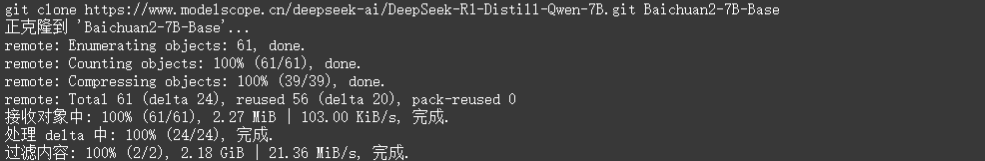 git clone https://www.modelscope.cn/deepseek-ai/DeepSeek-R1-Distill-Qwen-7B.git Baichuan2-7B-Base
正克隆到 'Baichuan2-7B-Base'...
remote: Enumerating objects: 61, done.
remote: Counting objects: 100% (61/61), done.
remote: Compressing objects: 100% (39/39), done.
remote: Total 61 (delta 24), reused 56 (delta 20), pack-reused 0
接收对象中: 100% (61/61), 2.27 MiB | 103.00 KiB/s, 完成.
处理 delta 中: 100% (24/24), 完成.
过滤内容: 100% (2/2), 2.18 GiB | 21.36 MiB/s, 完成.